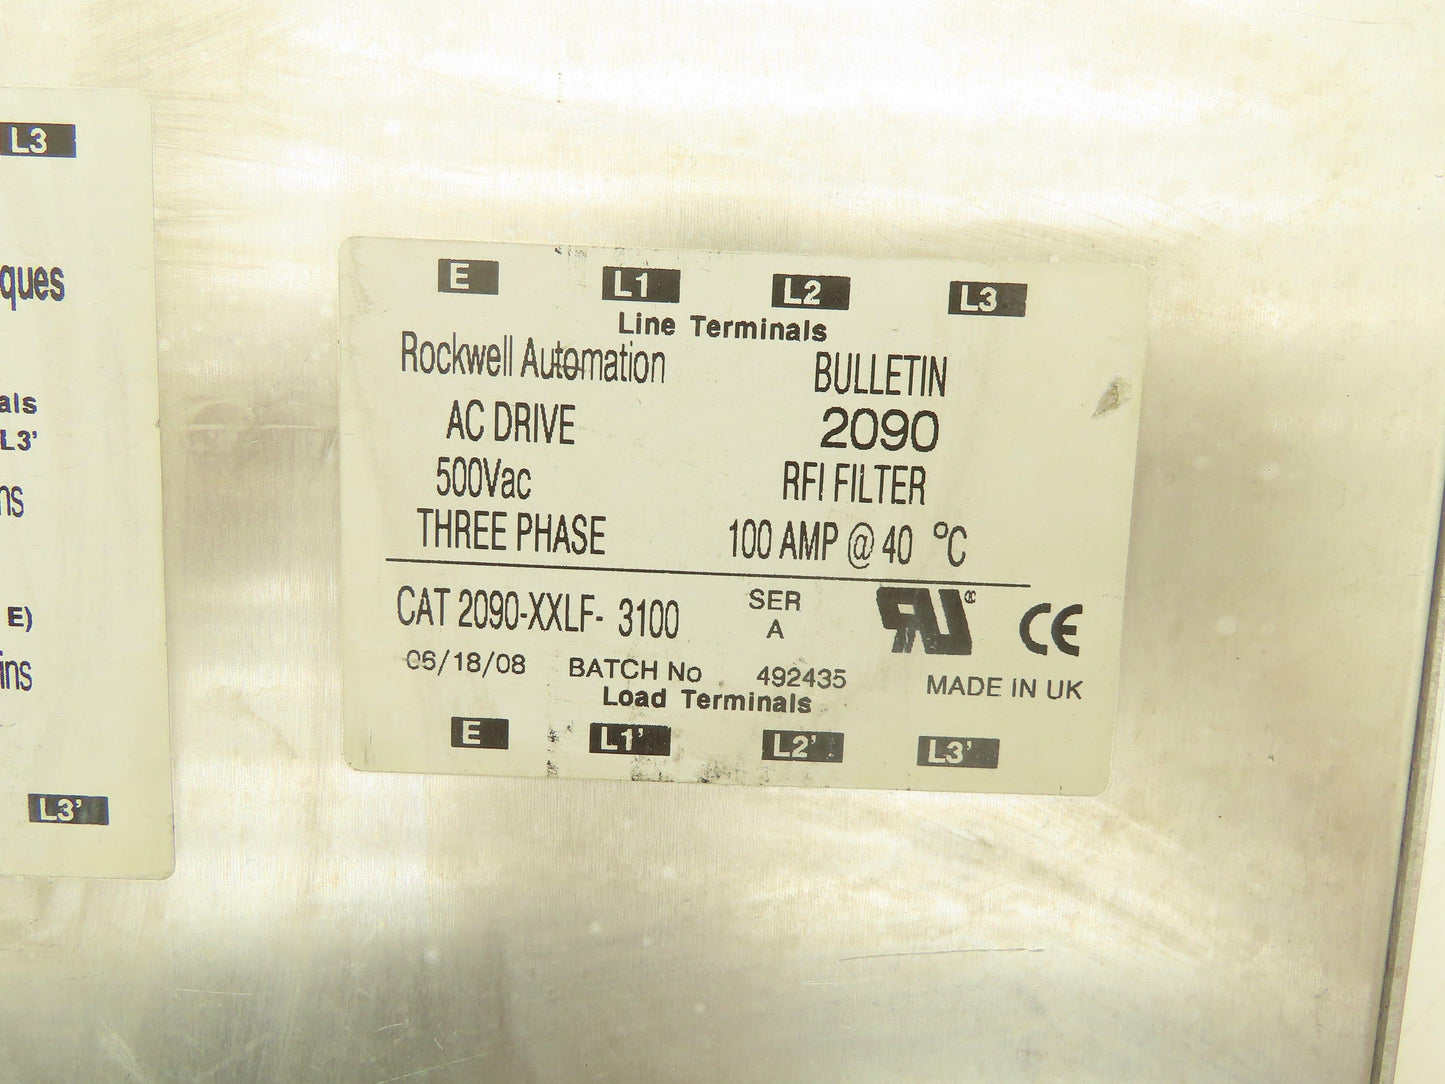 L3
ques
als
L3'
ns
E)
ins
L3'
E L1 L2 L3
Line Terminals
Rockwell Automation BULLETIN
AC DRIVE 2090
500Vac RFI FILTER
THREE PHASE 100 AMP @ 40 °C
CAT 2090-XXLF- 3100 SER A RU® CE
06/18/08 BATCH No 492435 MADE IN UK
Load Terminals
E L1' L2' L3'